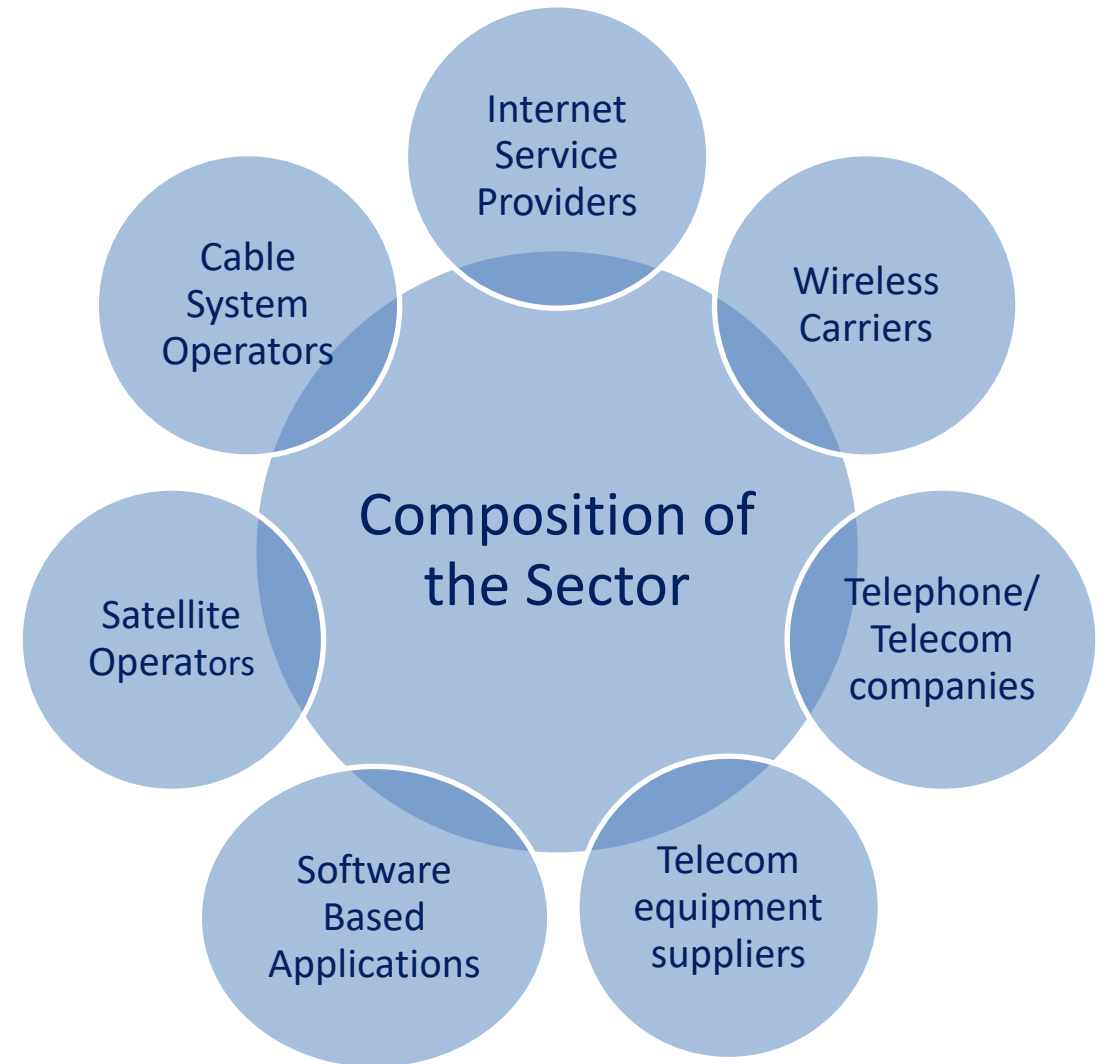 Internet
Service
Providers
Wireless
Carriers
Telephone/
Telecom
companies
Telecom
equipment
suppliers
Software
Based
Applications
Satellite
Operators
Cable
System
Operators
Composition of
the Sector